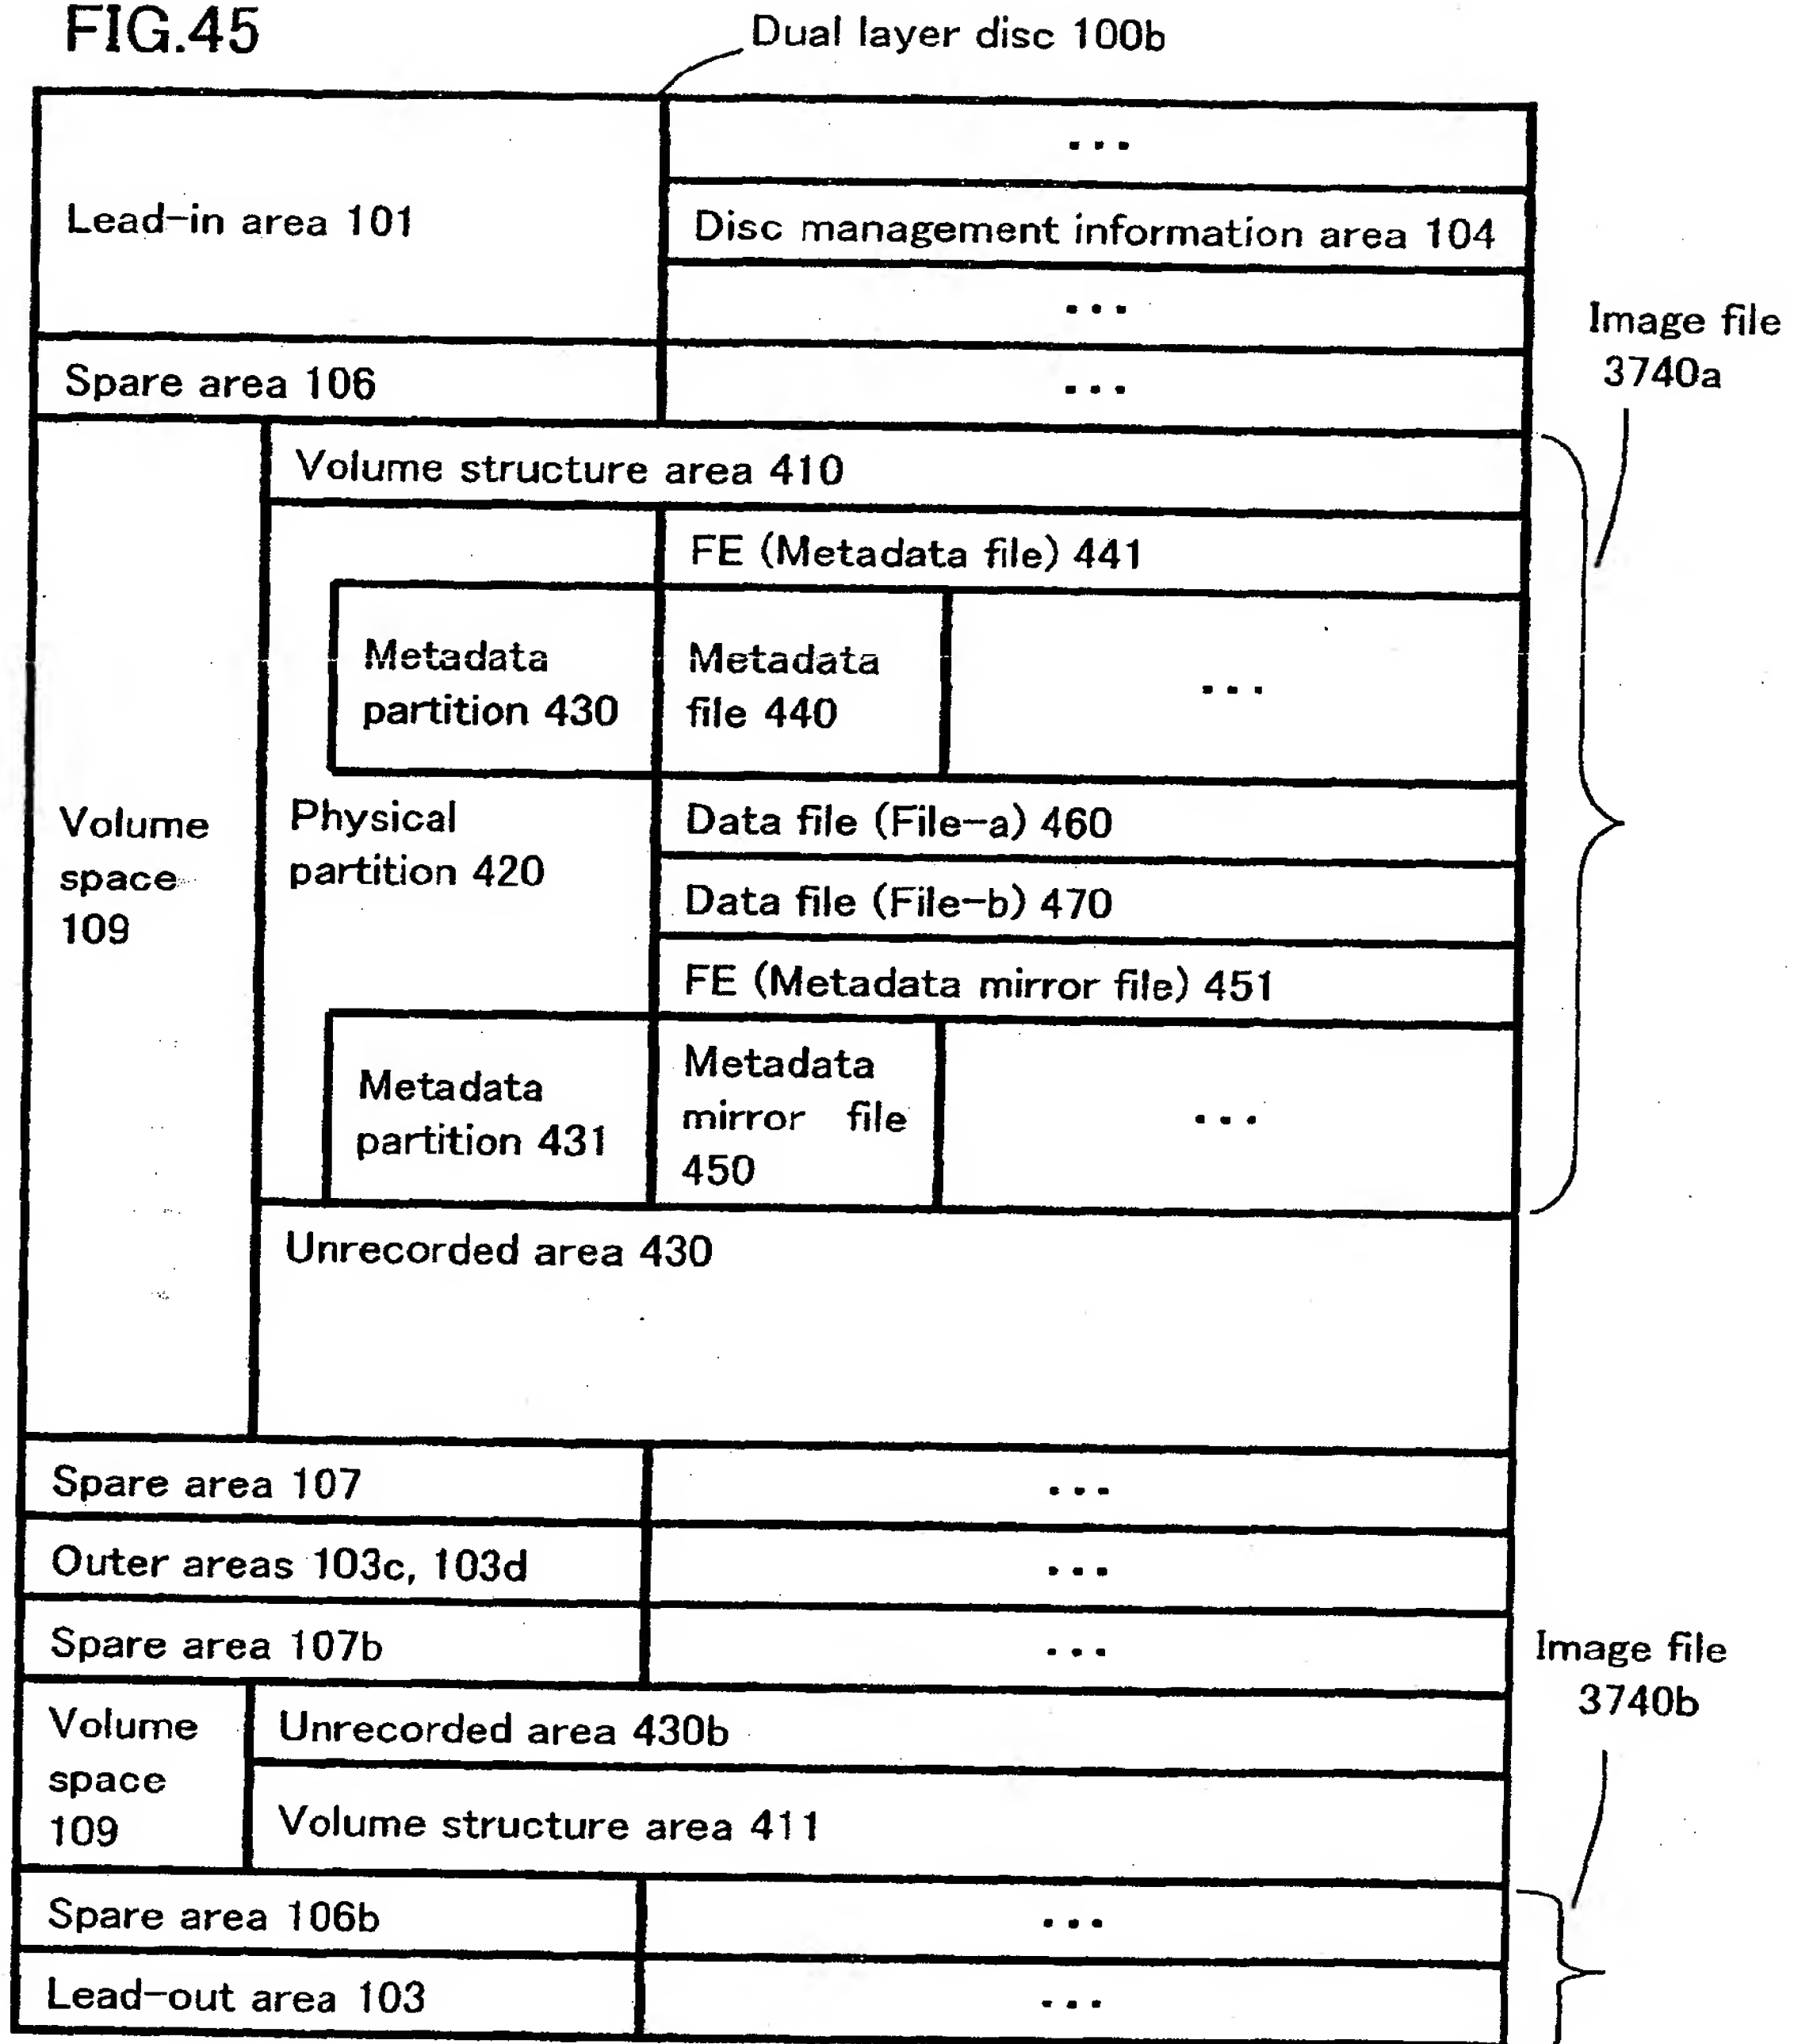 FIG.45
Dual layer disc 100b
...
Lead-in area 101
Disc management information area 104
...
Image file
3740a
Spare area 106
...
Volume structure area 410
FE (Metadata file) 441
Metadata
partition 430
Metadata
file 440
...
Volume
space
109
Physical
partition 420
Data file (File-a) 460
Data file (File-b) 470
FE (Metadata mirror file) 451
Metadata
partition 431
Metadata
mirror file
450
...
Unrecorded area 430
Spare area 107
...
Outer areas 103c, 103d
...
Spare area 107b
...
Image file
3740b
Volume
space
109
Unrecorded area 430b
Volume structure area 411
Spare area 106b
...
Lead-out area 103
...